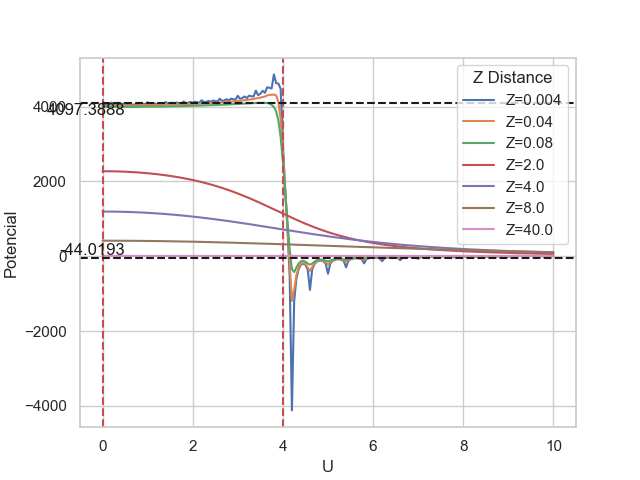 Z Distance
Z=0.004
Z=0.04
Z=0.08
Z=2.0
Z=4.0
Z=8.0
Z=40.0
4000
4097.3888
2000
44.0193
0
−2000
−4000
Potencial
0
2
4
6
8
10
U